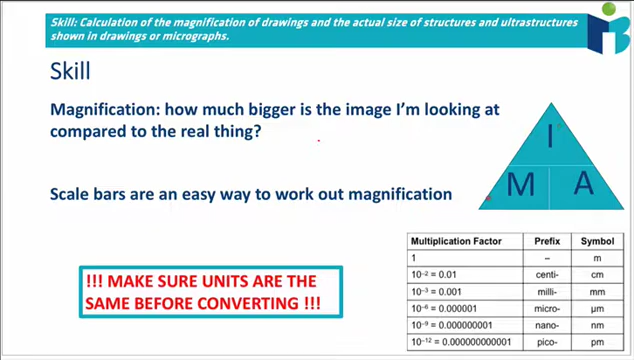 Skill: Calculation of the magnification of drawings and the actual size of structures and ultrastructures
shown in drawings or micrographs.
Skill
Magnification: how much bigger is the image I'm looking at
compared to the real thing?
I
M A
Scale bars are an easy way to work out magnification
!!! MAKE SURE UNITS ARE THE
SAME BEFORE CONVERTING !!!
Multiplication Factor Prefix Symbol
1 – m
10⁻² = 0.01 centi- cm
10⁻³ = 0.001 milli- mm
10⁻⁶ = 0.000001 micro- µm
10⁻⁹ = 0.000000001 nano- nm
10⁻¹² = 0.000000000001 pico- pm